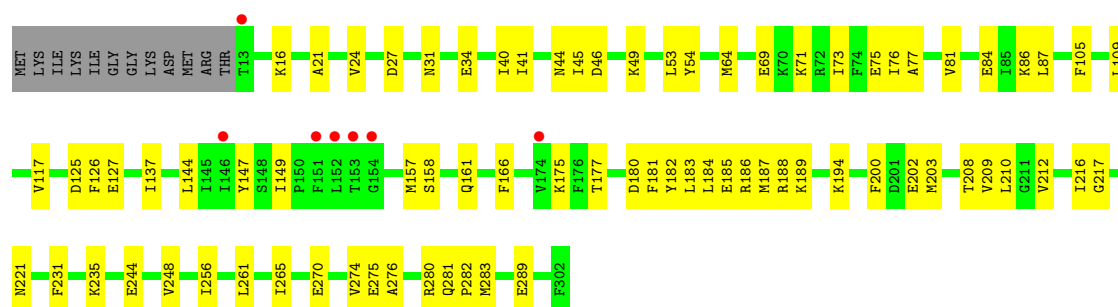 MET LYS ILE LYS ILE GLY GLY LYS ASP MET ARG THR T13 K16 A21 V24 D27 N31 E34 I40 I41 N44 I45 D46 K49 L53 Y54 M64 E69 K70 K71 R72 I73 F74 E75 I76 A77 V81 E84 I85 K86 L87 F105
V117 D125 F126 E127 I137 L144 I145 I146 Y147 S148 I149 P150 F151 L152 T153 G154 M157 S158 Q161 F166 V174 K175 F176 T177 D180 F181 Y182 L183 L184 E185 R186 M187 R188 K189 K194 F200 D201 E202 M203 T208 V209 L210 G211 V212 I216 G217
N221 F231 K235 E244 V248 I256 L261 I265 E270 V274 E275 A276 R280 Q281 P282 M283 E289 F302